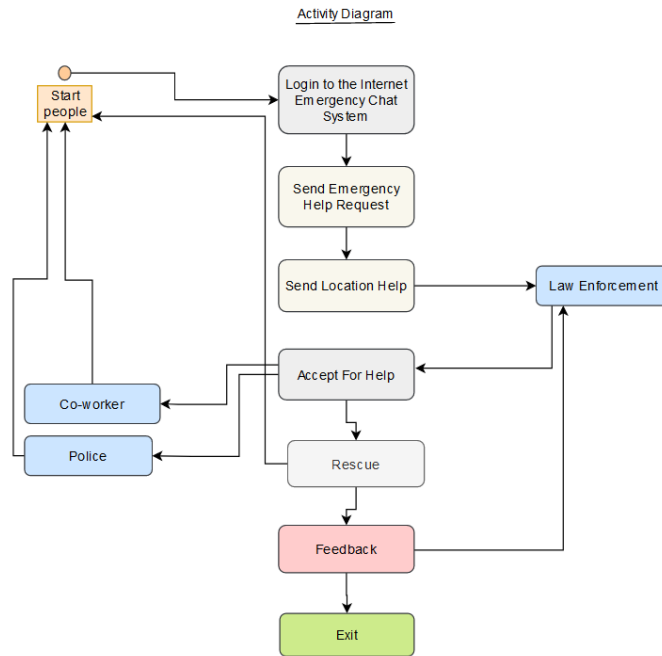 Activity Diagram
Start
people
Login to the Internet
Emergency Chat
System
Send Emergency
Help Request
Send Location Help
Law Enforcement
Accept For Help
Co-worker
Police
Rescue
Feedback
Exit